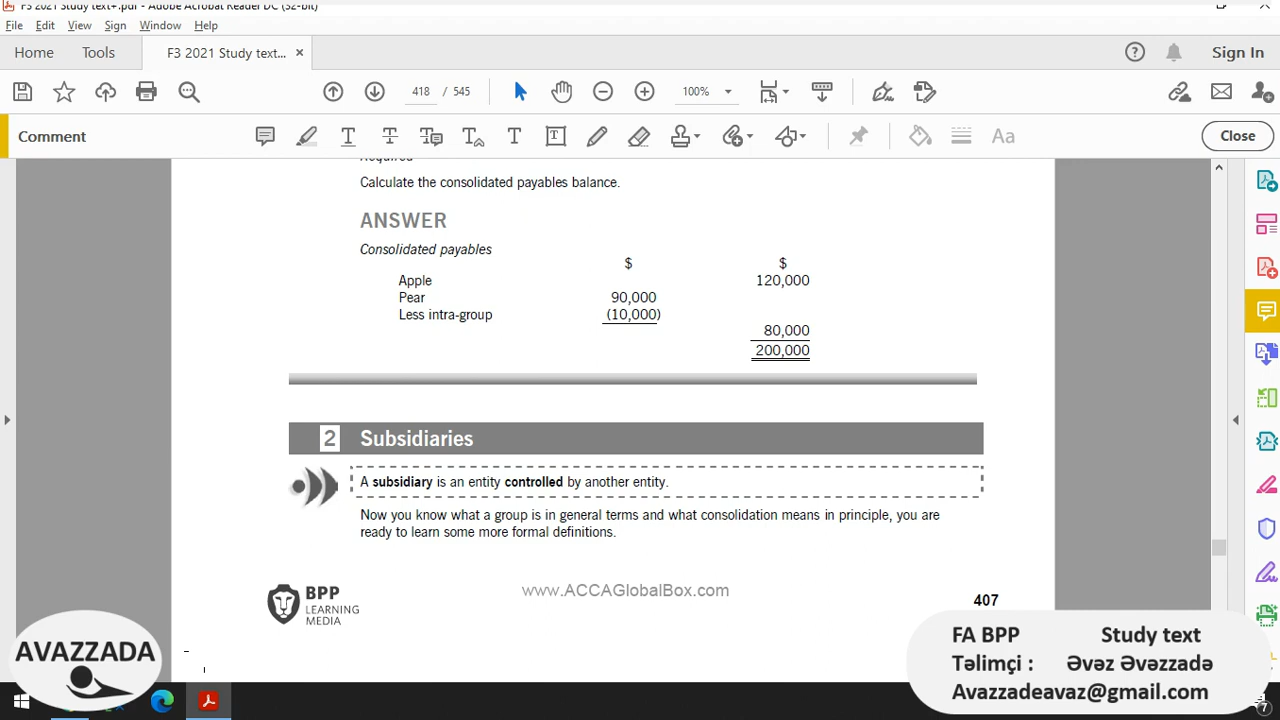 F3 2021 Study text+.pdf - Adobe Acrobat Reader DC (32-bit)
File Edit View Sign Window Help
Home Tools F3 2021 Study text... × Sign In
418 / 545 100%
Comment Aa Close
Required
Calculate the consolidated payables balance.
ANSWER
Consolidated payables
$ $
Apple 120,000
Pear 90,000
Less intra-group (10,000)
80,000
200,000
2 Subsidiaries
A subsidiary is an entity controlled by another entity.
Now you know what a group is in general terms and what consolidation means in principle, you are
ready to learn some more formal definitions.
BPP
LEARNING
MEDIA
www.ACCAGlobalBox.com
407
AVAZZADA
FA BPP Study text
Təlimçi : Əvəz Əvəzzadə
Avazzadeavaz@gmail.com
7